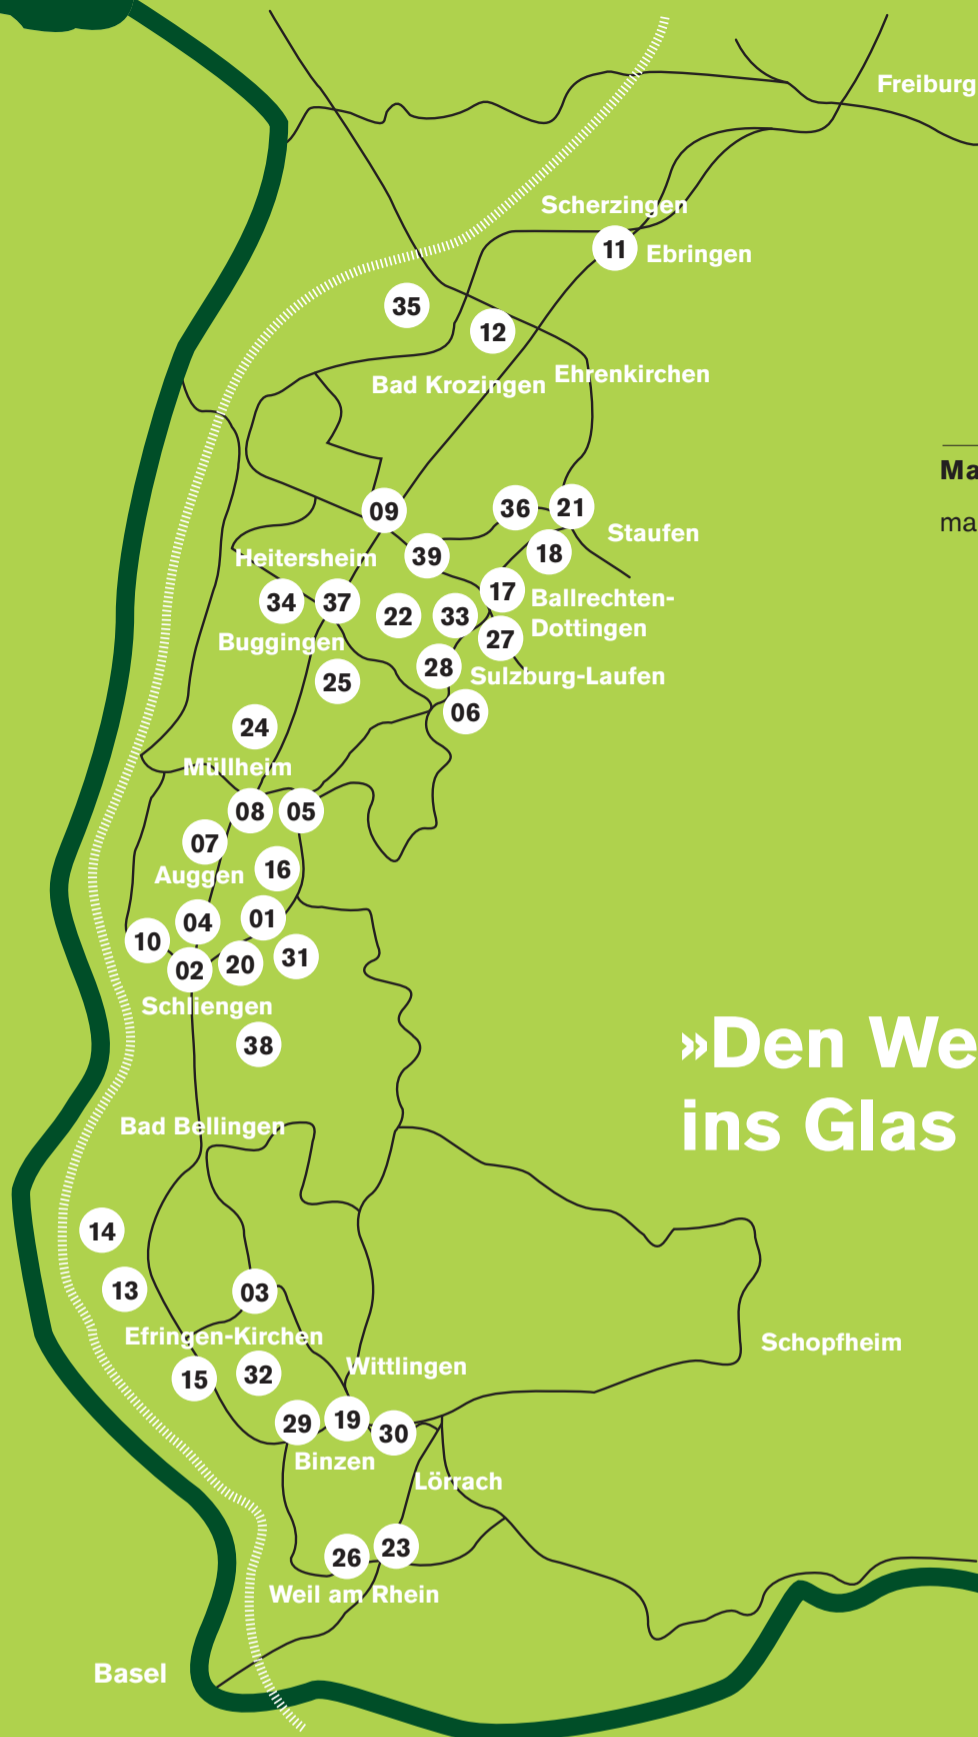 Freiburg
Scherzingen
11
Ebringen
35
12
Bad Krozingen
Ehrenkirchen
Ma
ma
09
36
21
Staufen
39
18
Heitersheim
34
37
22
33
17
Ballrechten-
Dottingen
27
Buggingen
28
Sulzburg-Laufen
25
06
24
Müllheim
08
05
07
16
Auggen
04
01
10
02
20
31
Schliengen
38
»Den We
ins Glas
Bad Bellingen
14
13
03
Efringen-Kirchen
Schopfheim
15
32
Wittlingen
29
19
30
Binzen
Lörrach
26
23
Weil am Rhein
Basel